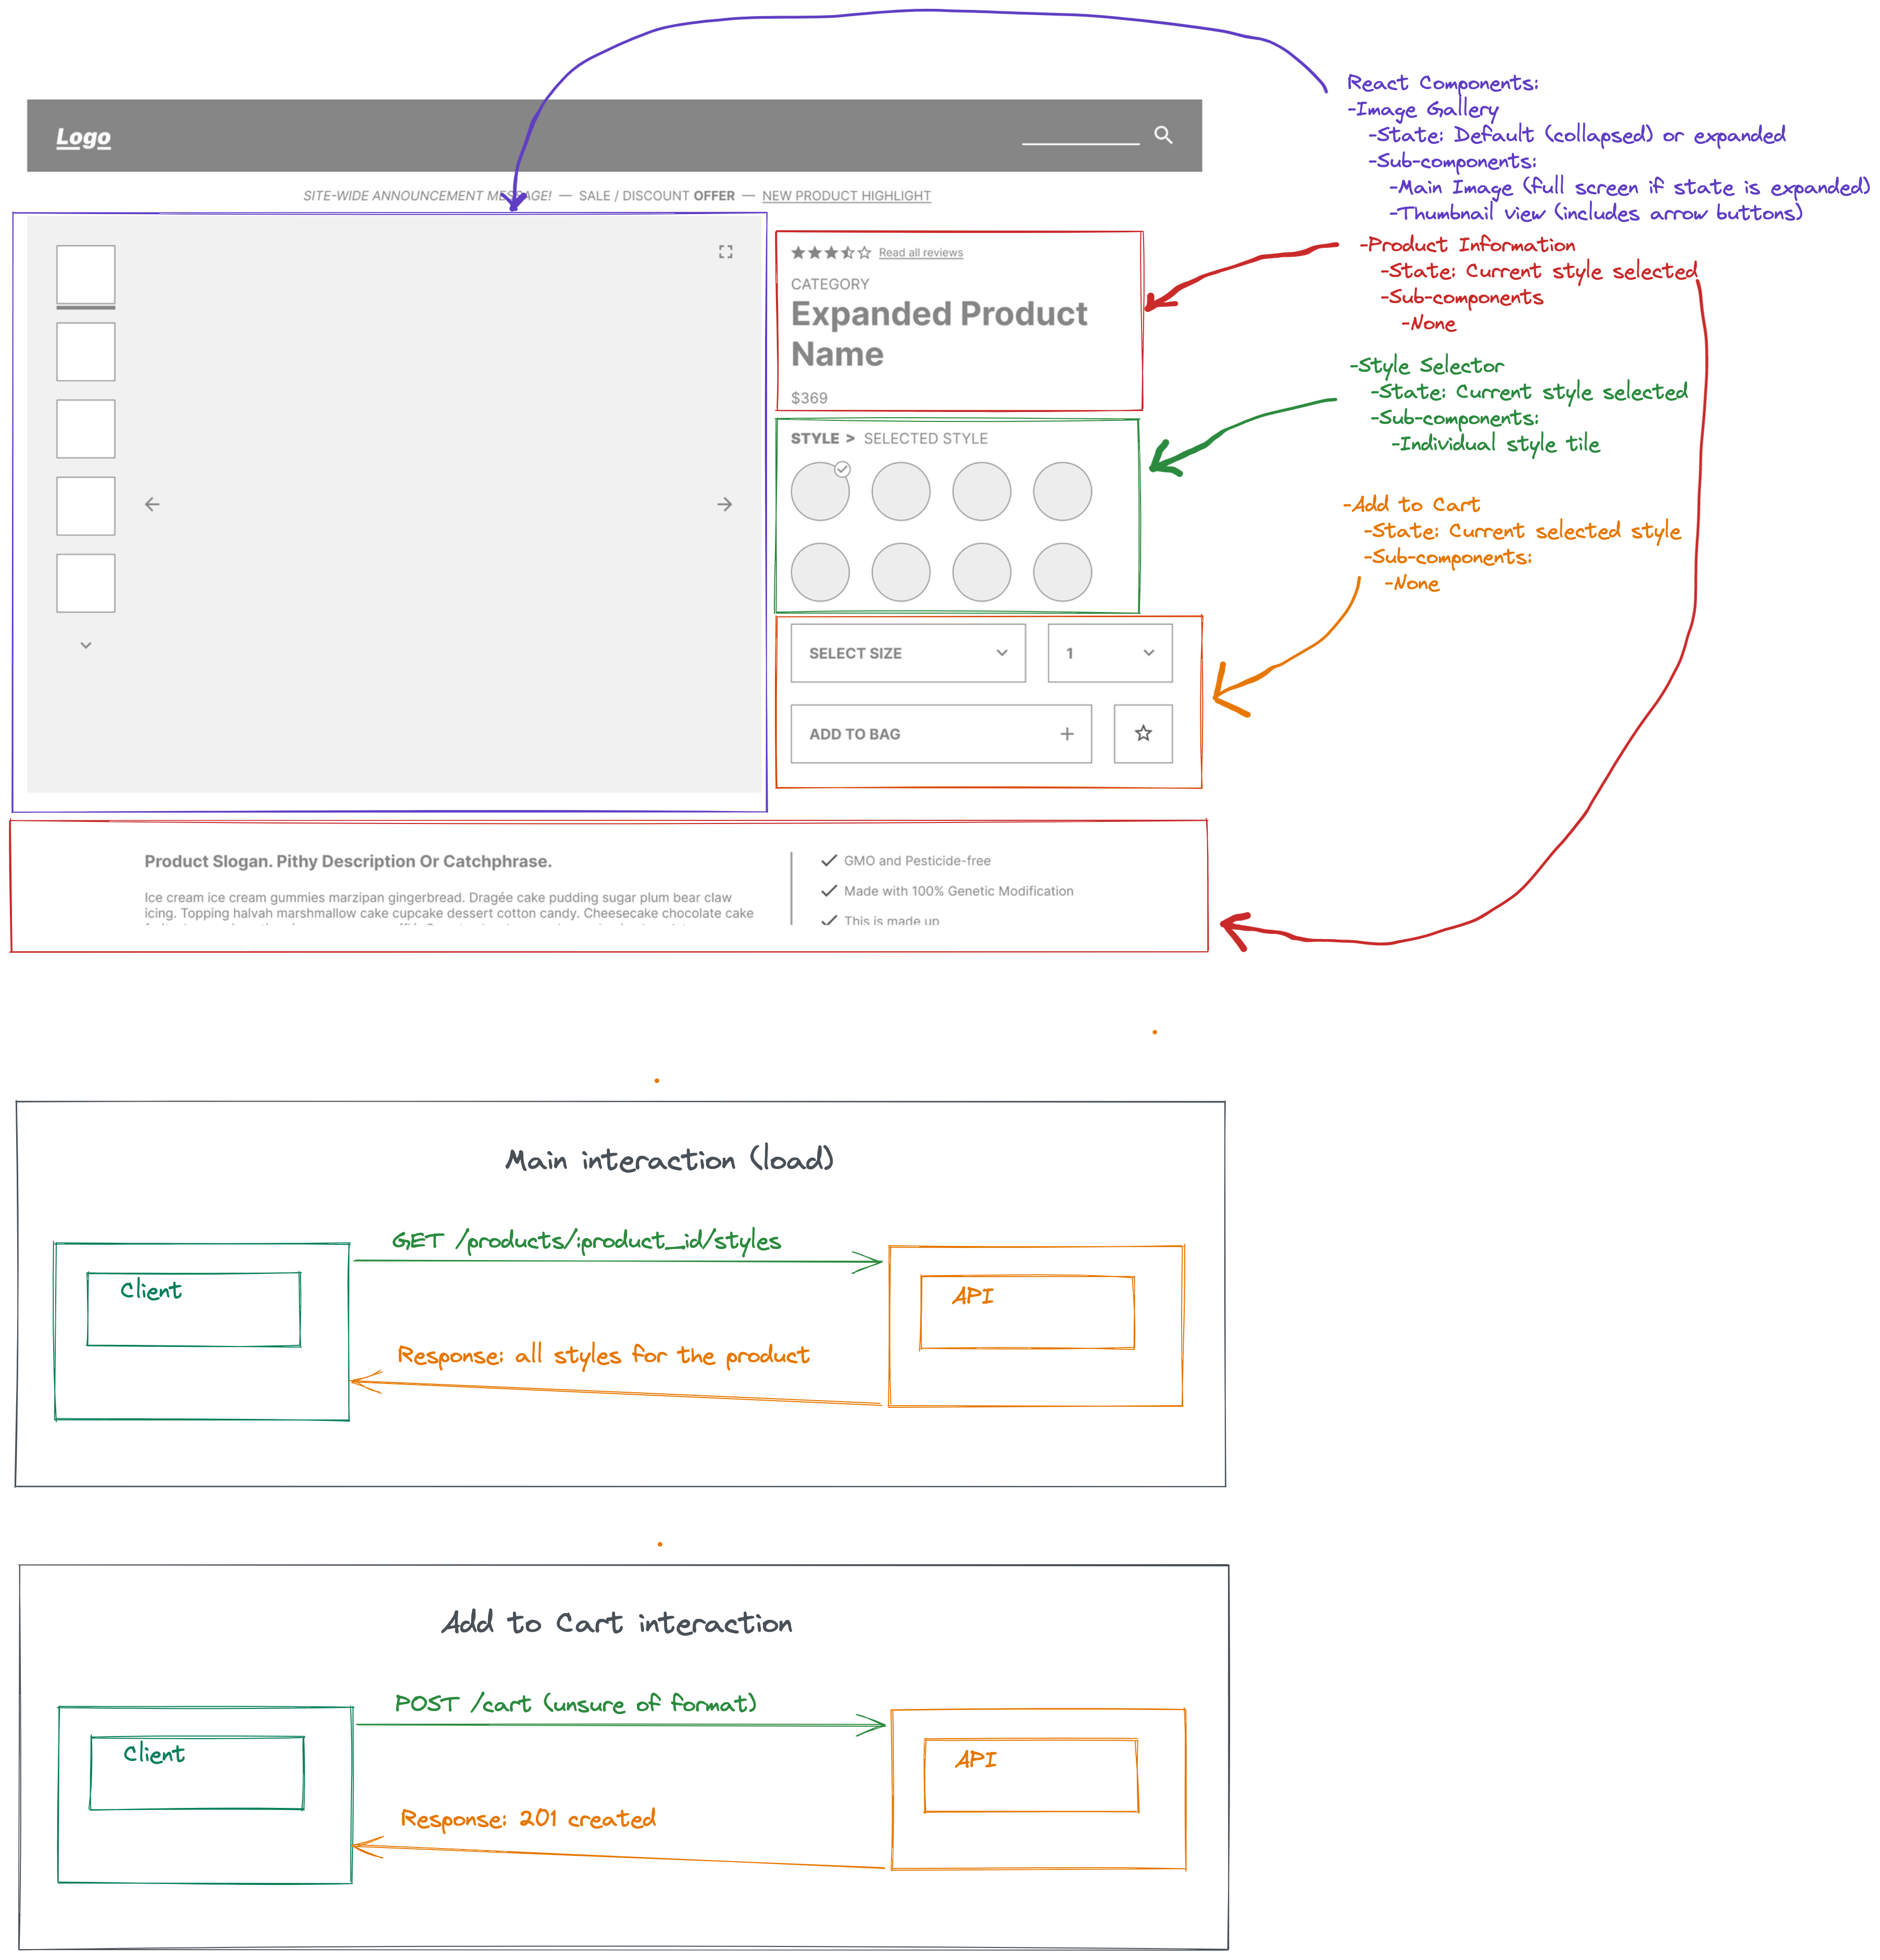 React Components:
-Image Gallery
-State: Default (collapsed) or expanded
-Sub-components:
-Main Image (full screen if state is expanded)
-Thumbnail view (includes arrow buttons)
-Product Information
-State: Current style selected
-Sub-components
-None
-Style Selector
-State: Current style selected
-Sub-components:
-Individual style tile
-Add to Cart
-State: Current selected style
-Sub-components:
-None
Logo
SITE-WIDE ANNOUNCEMENT MESSAGE! — SALE / DISCOUNT OFFER — NEW PRODUCT HIGHLIGHT
Read all reviews
CATEGORY
Expanded Product
Name
$369
STYLE > SELECTED STYLE
SELECT SIZE
1
ADD TO BAG
Product Slogan. Pithy Description Or Catchphrase.
Ice cream ice cream gummies marzipan gingerbread. Dragée cake pudding sugar plum bear claw
icing. Topping halvah marshmallow cake cupcake dessert cotton candy. Cheesecake chocolate cake
GMO and Pesticide-free
Made with 100% Genetic Modification
This is made up
Main interaction (load)
GET /products/:product_id/styles
Client
API
Response: all styles for the product
Add to Cart interaction
POST /cart (unsure of format)
Client
API
Response: 201 created